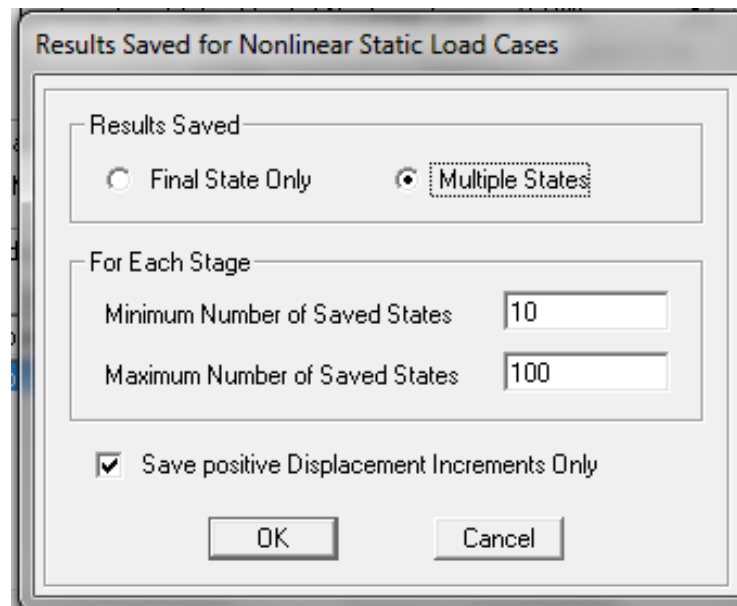 Results Saved for Nonlinear Static Load Cases
Results Saved
Final State Only Multiple States
For Each Stage
Minimum Number of Saved States 10
Maximum Number of Saved States 100
Save positive Displacement Increments Only
OK Cancel